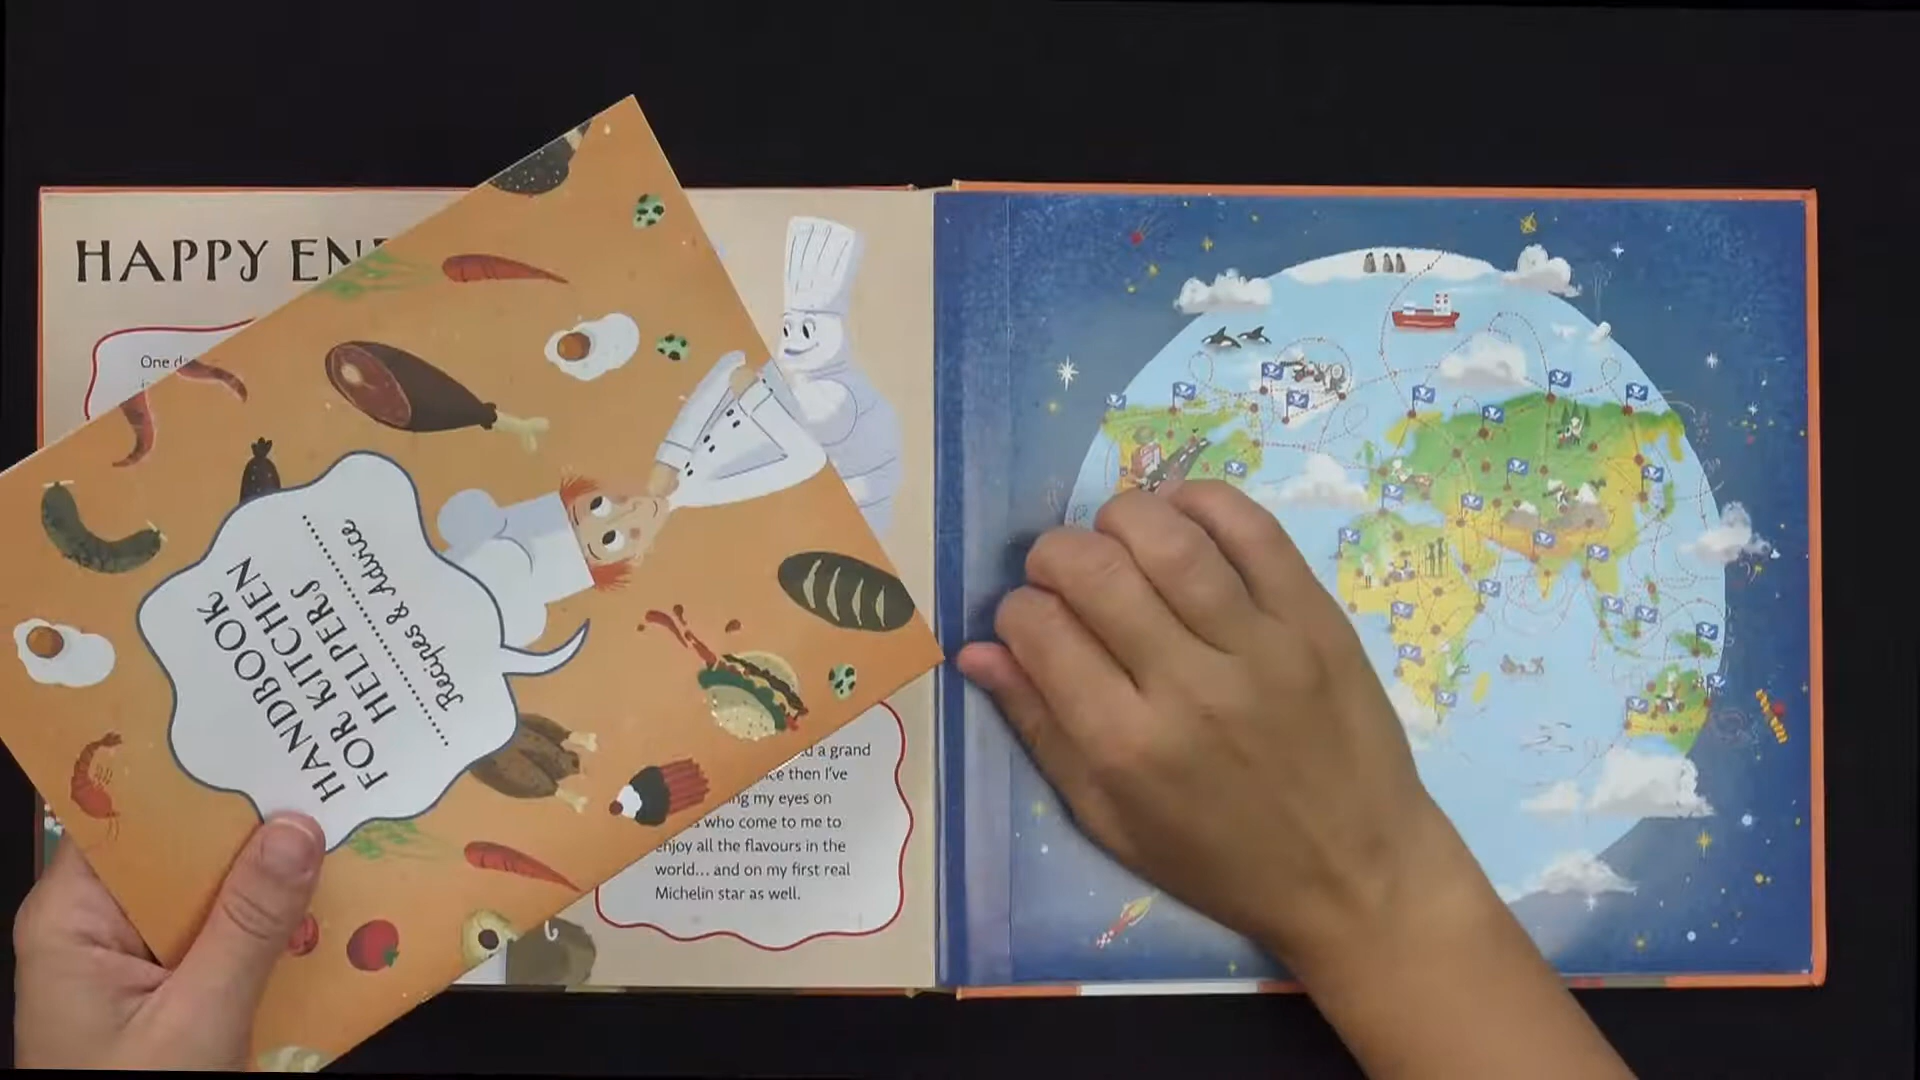 HAPPY EN
One d
HANDBOOK
FOR KITCHEN
HELPERS
Recipes & Advice
d a grand
ce then I've
ng my eyes on
s who come to me to
enjoy all the flavours in the
world... and on my first real
Michelin star as well.